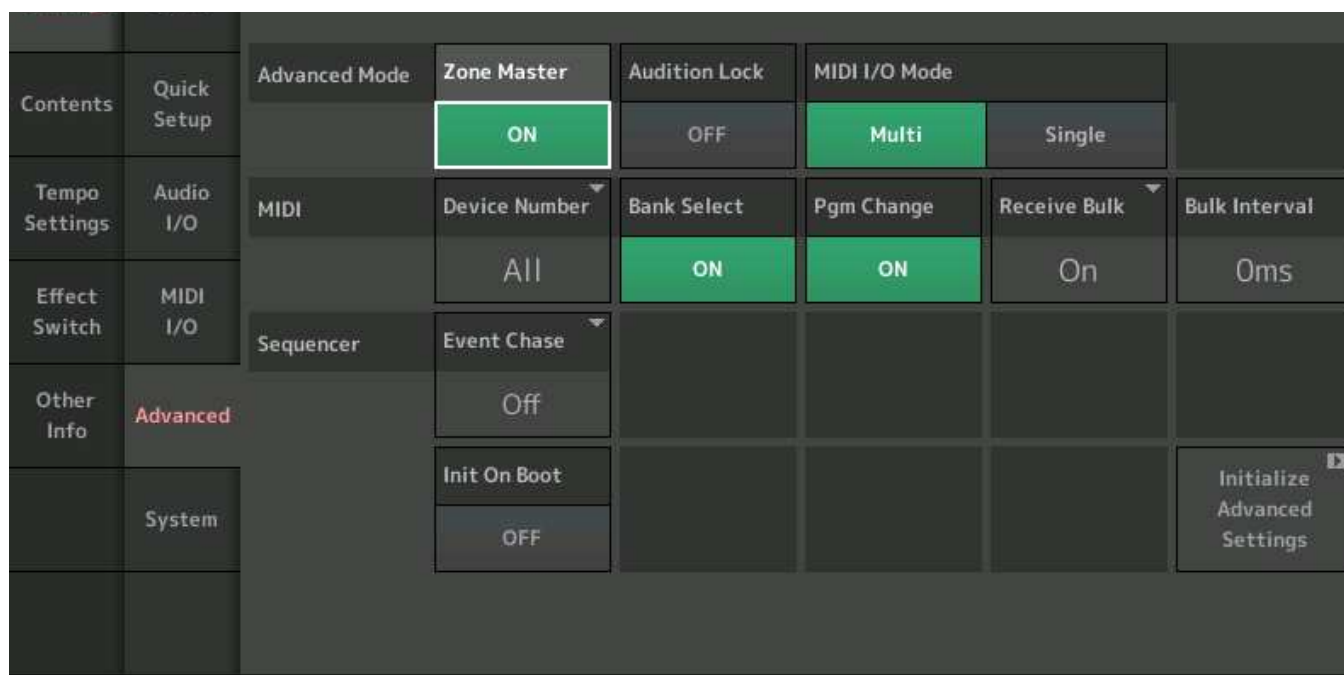 Contents
Quick
Setup
Tempo
Settings
Audio
I/O
Effect
Switch
MIDI
I/O
Other
Info
Advanced
System
Advanced Mode
Zone Master
Audition Lock
MIDI I/O Mode
ON
OFF
Multi
Single
MIDI
Device Number
Bank Select
Pgm Change
Receive Bulk
Bulk Interval
All
ON
ON
On
0ms
Sequencer
Event Chase
Off
Init On Boot
OFF
Initialize
Advanced
Settings